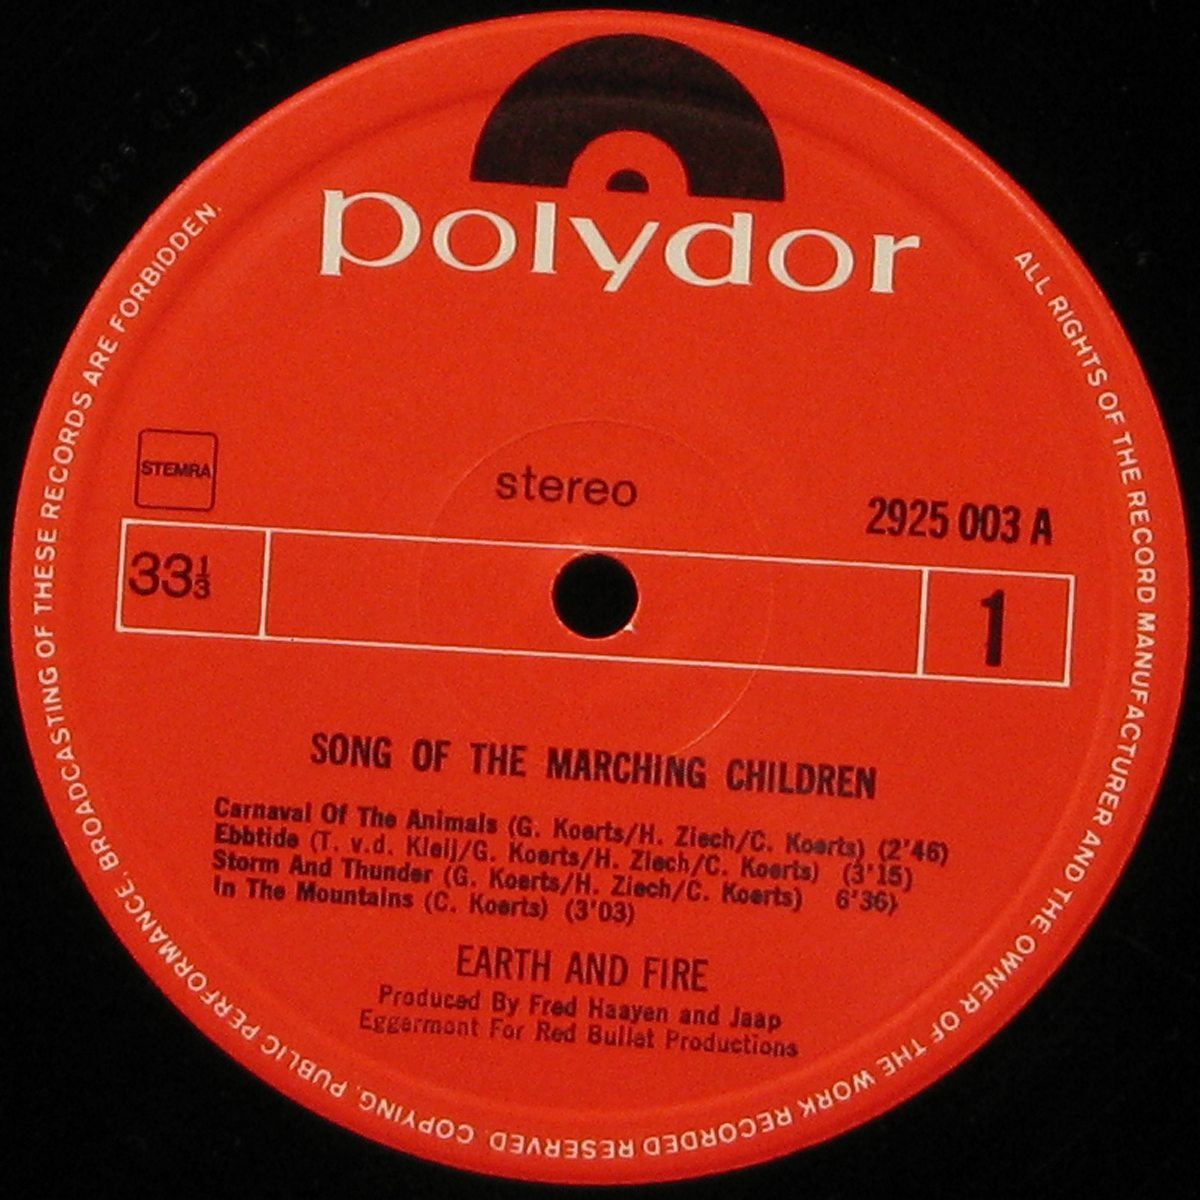 polydor
STEMRA
stereo
2925 003 A
33⅓
1
SONG OF THE MARCHING CHILDREN
Carnaval Of The Animals (G. Koerts/H. Ziech/C. Koerts) (2'46)
Ebbtide (T. v.d. Kleij/G. Koerts/H. Ziech/C. Koerts) (3'15)
Storm And Thunder (G. Koerts/H. Ziech/C. Koerts) 6'36)
In The Mountains (C. Koerts) (3'03)
EARTH AND FIRE
Produced By Fred Haayen and Jaap
Eggermont For Red Bullet Productions
ALL RIGHTS OF THE RECORD MANUFACTURER AND THE OWNER OF THE WORK RECORDED RESERVED. COPYING, PUBLIC PERFORMANCE, BROADCASTING OF THESE RECORDS ARE FORBIDDEN.